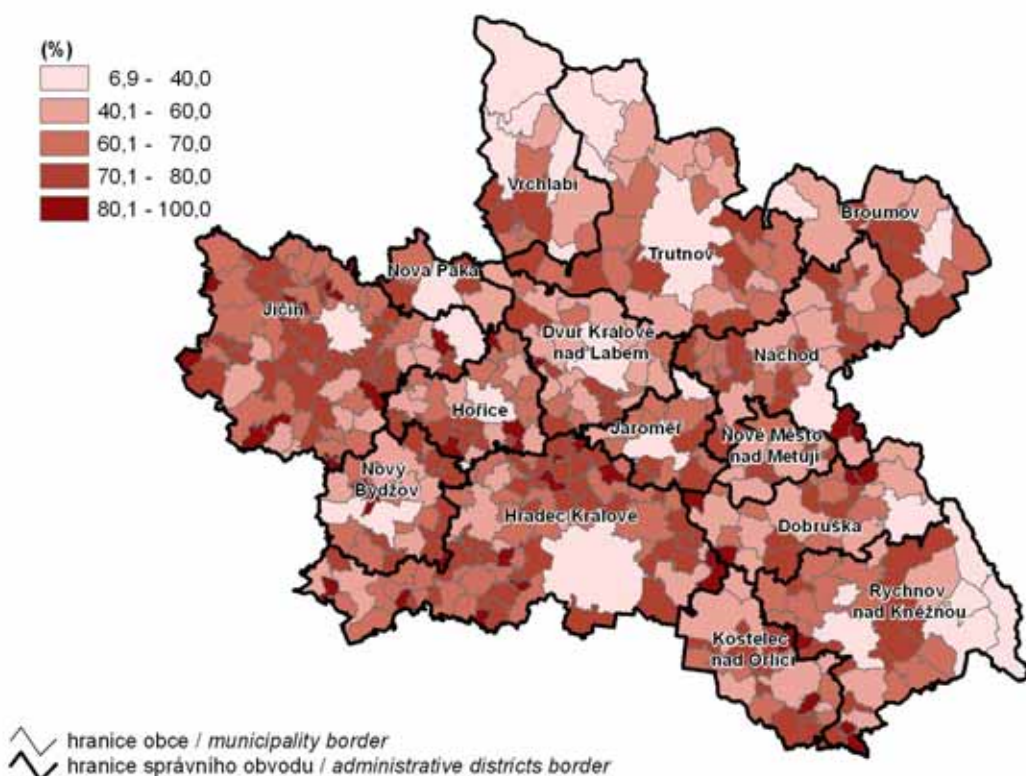 (%)
6,9 - 40,0
40,1 - 60,0
60,1 - 70,0
70,1 - 80,0
80,1 - 100,0
Vrchlabí
Broumov
Trutnov
Nová Paka
Jičín
Dvůr Králové
nad Labem
Náchod
Hořice
Jaroměř
Nové Město
nad Metují
Nový
Bydžov
Hradec Králové
Dobruška
Rychnov
nad Kněžnou
Kostelec
nad Orlicí
hranice obce / municipality border
hranice správního obvodu / administrative districts border